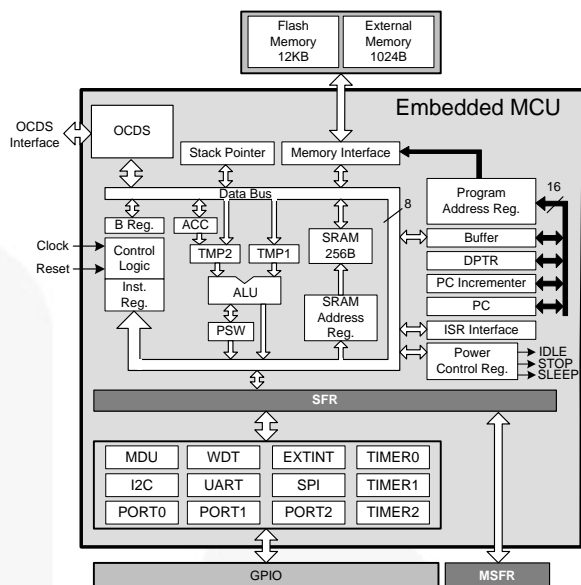 Flash
Memory
12KB
External
Memory
1024B
Embedded MCU
OCDS
Interface
OCDS
Stack Pointer
Memory Interface
Data Bus
16
Program
Address Reg.
8
B Reg.
ACC
SRAM
256B
Buffer
Clock
Control
Logic
TMP2
TMP1
DPTR
Reset
Inst.
Reg.
ALU
PC Incrementer
SRAM
Address
Reg.
PC
PSW
ISR Interface
Power
Control Reg.
IDLE
STOP
SLEEP
SFR
MDU
WDT
EXTINT
TIMER0
I2C
UART
SPI
TIMER1
PORT0
PORT1
PORT2
TIMER2
GPIO
MSFR